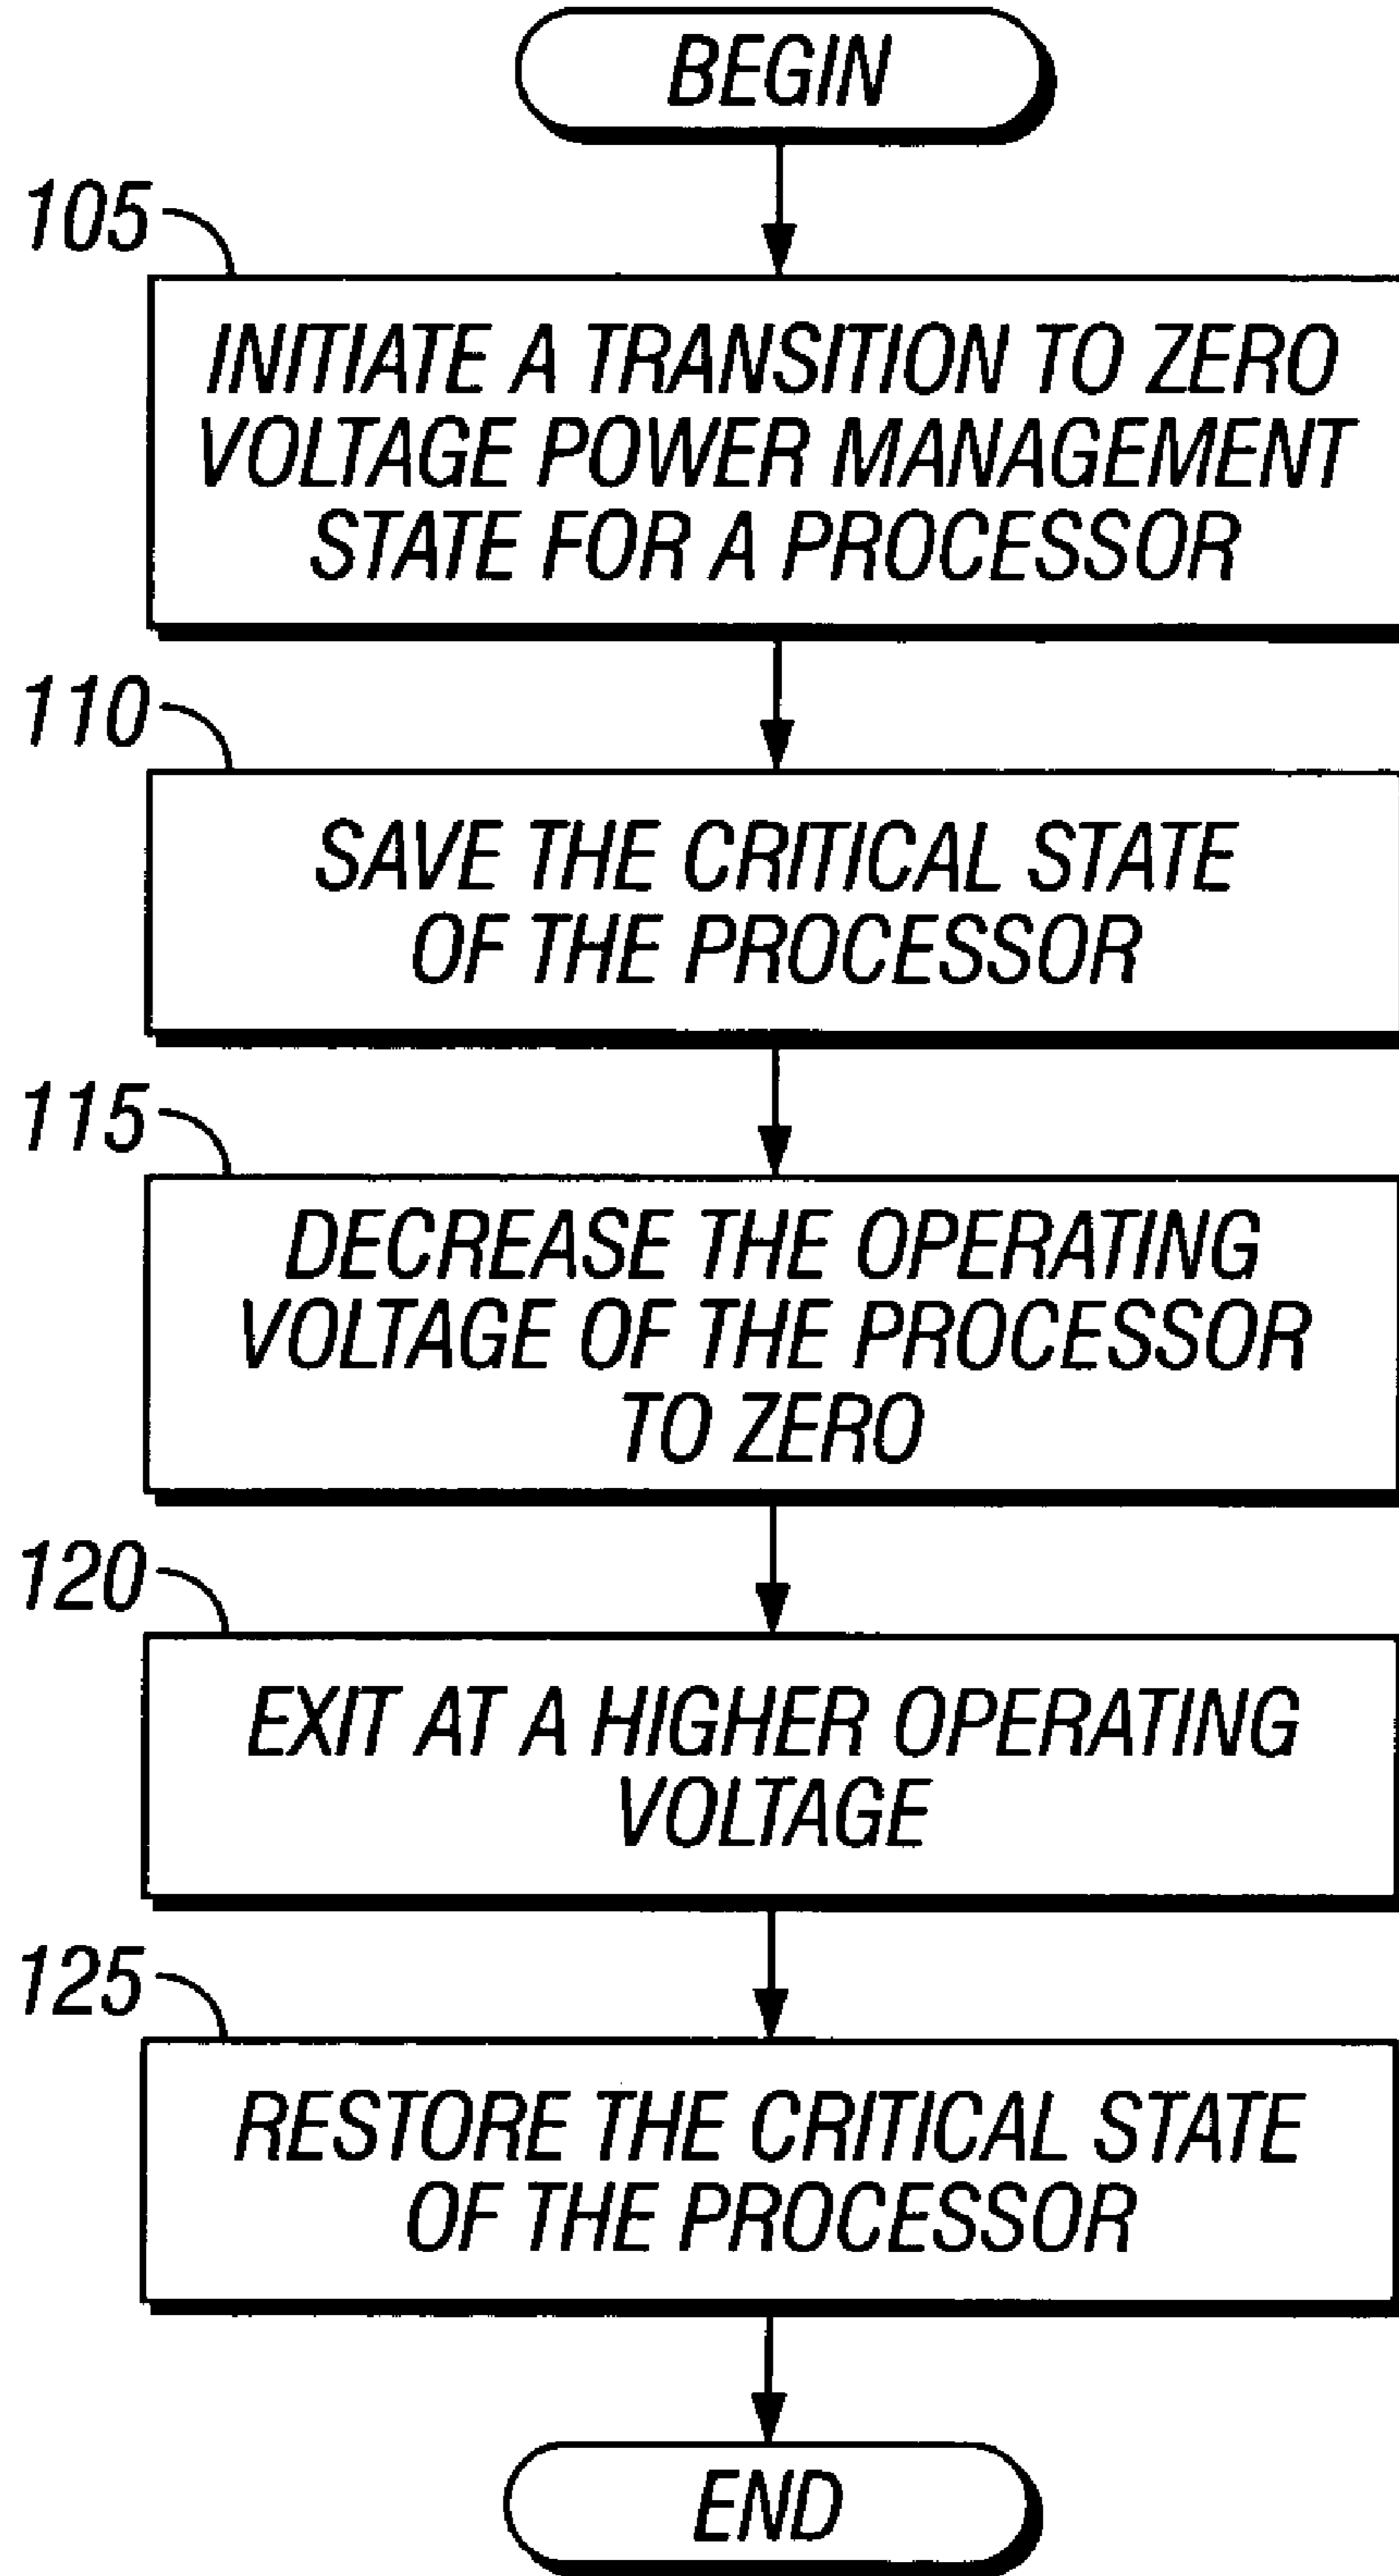 BEGIN
105
INITIATE A TRANSITION TO ZERO
VOLTAGE POWER MANAGEMENT
STATE FOR A PROCESSOR
110
SAVE THE CRITICAL STATE
OF THE PROCESSOR
115
DECREASE THE OPERATING
VOLTAGE OF THE PROCESSOR
TO ZERO
120
EXIT AT A HIGHER OPERATING
VOLTAGE
125
RESTORE THE CRITICAL STATE
OF THE PROCESSOR
END